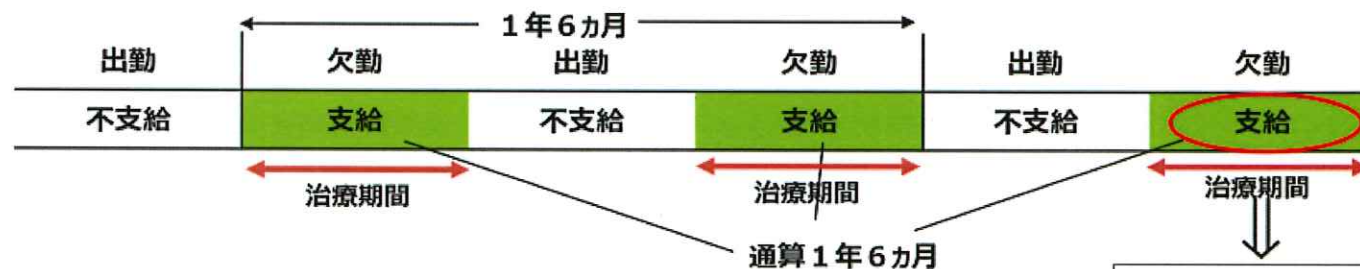 1年6ヵ月
出勤 欠勤 出勤 欠勤 出勤 欠勤
不支給 支給 不支給 支給 不支給 支給
治療期間 治療期間 治療期間
通算1年6ヵ月